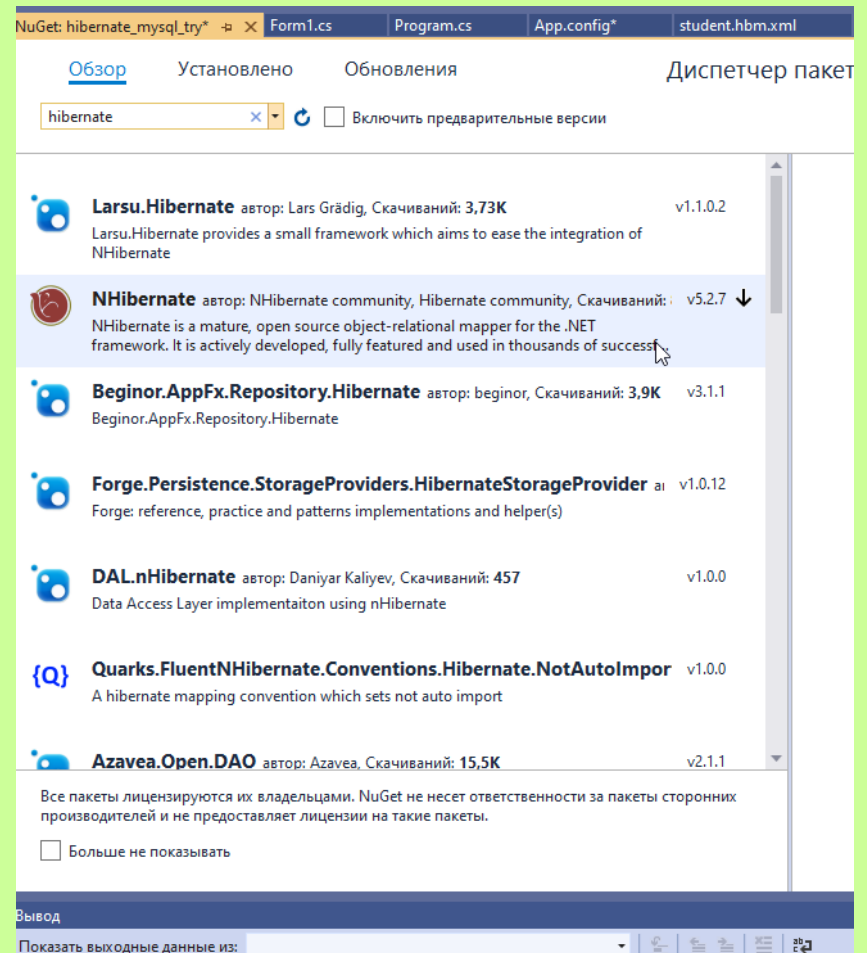 NuGet: hibernate_mysql_try* Form1.cs Program.cs App.config* student.hbm.xml
Обзор Установлено Обновления Диспетчер
hibernate Включить предварительные версии
Larsu.Hibernate автор: Lars Grädig, Скачиваний: 3,73K v1.1.0.2
Larsu.Hibernate provides a small framework which aims to ease the integration of
NHibernate
NHibernate автор: NHibernate community, Hibernate community, Скачиваний: v5.2.7
NHibernate is a mature, open source object-relational mapper for the .NET
framework. It is actively developed, fully featured and used in thousands of
Beginor.AppFx.Repository.Hibernate автор: beginor, Скачиваний: 3,9K v3.1.1
Beginor.AppFx.Repository.Hibernate
Forge.Persistence.StorageProviders.HibernateStorageProvider v1.0.12
Forge: reference, practice and patterns implementations and helper(s)
DAL.nHibernate автор: Daniyar Kaliyev, Скачиваний: 457 v1.0.0
Data Access Layer implementaiton using nHibernate
{Q} Quarks.FluentNHibernate.Conventions.Hibernate.NotAutoImpor v1.0.0
A hibernate mapping convention which sets not auto import
Azavea.Open.DAO автор: Azavea, Скачиваний: 15,5K v2.1.1
Все пакеты лицензируются их владельцами. NuGet не несет ответственности за пакеты сторонних
производителей и не предоставляет лицензии на такие пакеты.
Больше не показывать
Вывод
Показать выходные данные из: